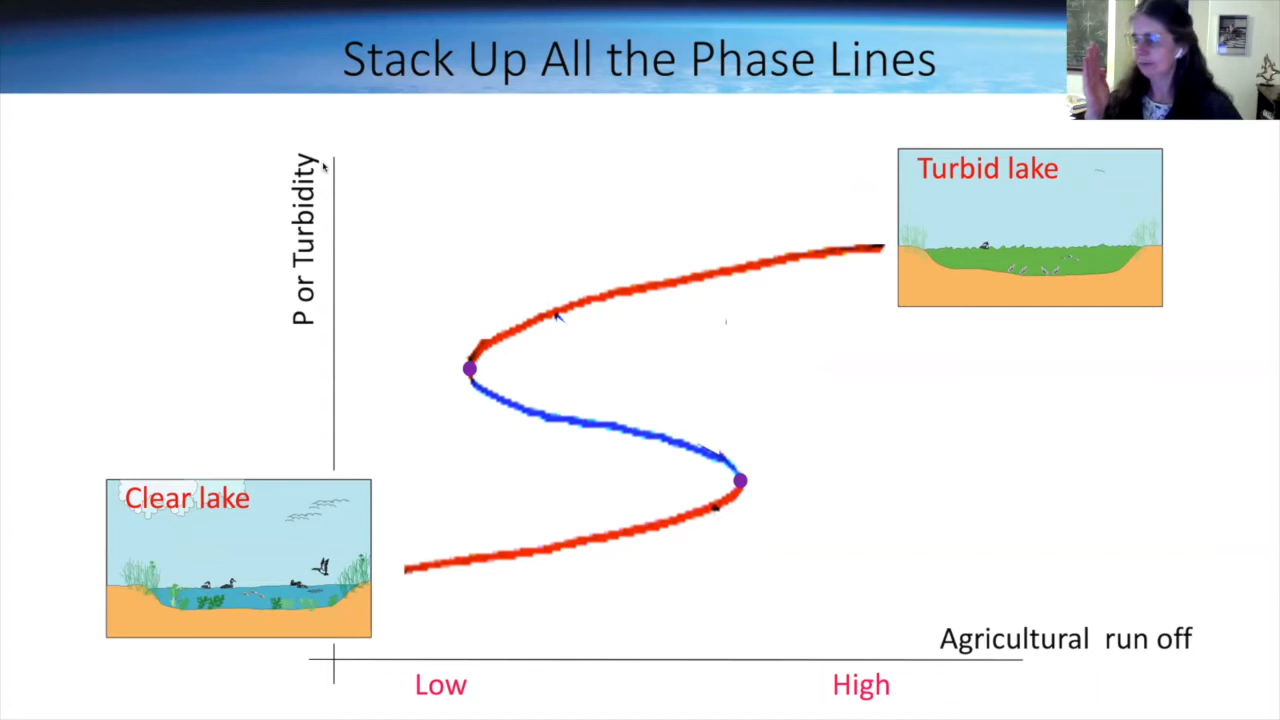 Stack Up All the Phase Lines
P or Turbidity
Turbid lake
Clear lake
Agricultural run off
Low
High